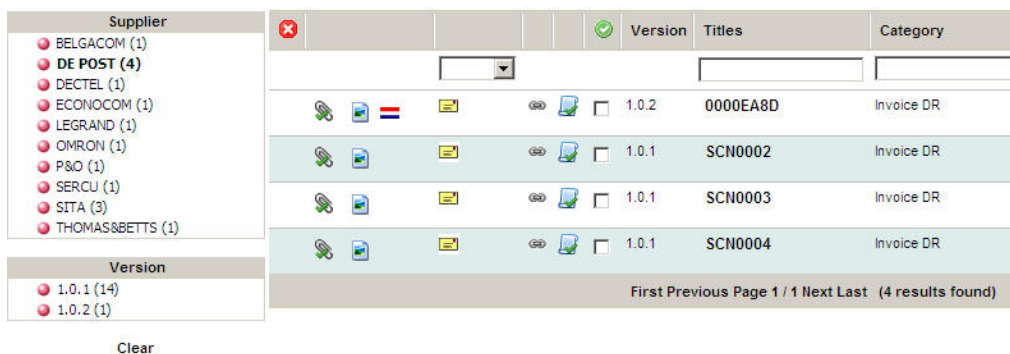 Supplier
BELGACOM (1)
DE POST (4)
DECTEL (1)
ECONOCOM (1)
LEGRAND (1)
OMRON (1)
P&O (1)
SERCU (1)
SITA (3)
THOMAS&BETTS (1)
Version
1.0.1 (14)
1.0.2 (1)
Clear
Version Titles Category
1.0.2 0000EA8D Invoice DR
1.0.1 SCN0002 Invoice DR
1.0.1 SCN0003 Invoice DR
1.0.1 SCN0004 Invoice DR
First Previous Page 1 / 1 Next Last (4 results found)